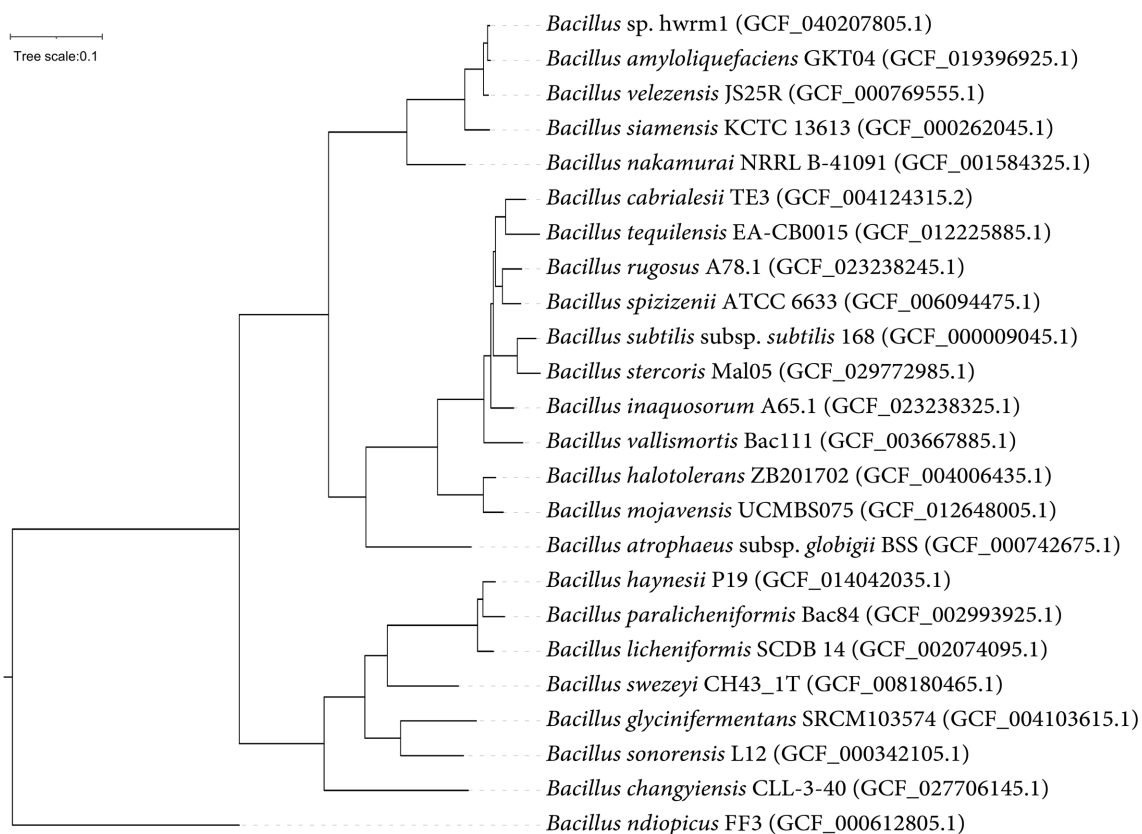 Tree scale:0.1
Bacillus sp. hwrm1 (GCF_040207805.1)
Bacillus amyloliquefaciens GKT04 (GCF_019396925.1)
Bacillus velezensis JS25R (GCF_000769555.1)
Bacillus siamensis KCTC 13613 (GCF_000262045.1)
Bacillus nakamurai NRRL B-41091 (GCF_001584325.1)
Bacillus cabrialesii TE3 (GCF_004124315.2)
Bacillus tequilensis EA-CB0015 (GCF_012225885.1)
Bacillus rugosus A78.1 (GCF_023238245.1)
Bacillus spizizenii ATCC 6633 (GCF_006094475.1)
Bacillus subtilis subsp. subtilis 168 (GCF_000009045.1)
Bacillus stercoris Mal05 (GCF_029772985.1)
Bacillus inaquosorum A65.1 (GCF_023238325.1)
Bacillus vallismortis Bac111 (GCF_003667885.1)
Bacillus halotolerans ZB201702 (GCF_004006435.1)
Bacillus mojavensis UCMBS075 (GCF_012648005.1)
Bacillus atrophaeus subsp. globigii BSS (GCF_000742675.1)
Bacillus haynesii P19 (GCF_014042035.1)
Bacillus paralicheniformis Bac84 (GCF_002993925.1)
Bacillus licheniformis SCDB 14 (GCF_002074095.1)
Bacillus swezeyi CH43_1T (GCF_008180465.1)
Bacillus glycinifermentans SRCM103574 (GCF_004103615.1)
Bacillus sonorensis L12 (GCF_000342105.1)
Bacillus changyiensis CLL-3-40 (GCF_027706145.1)
Bacillus ndiopicus FF3 (GCF_000612805.1)